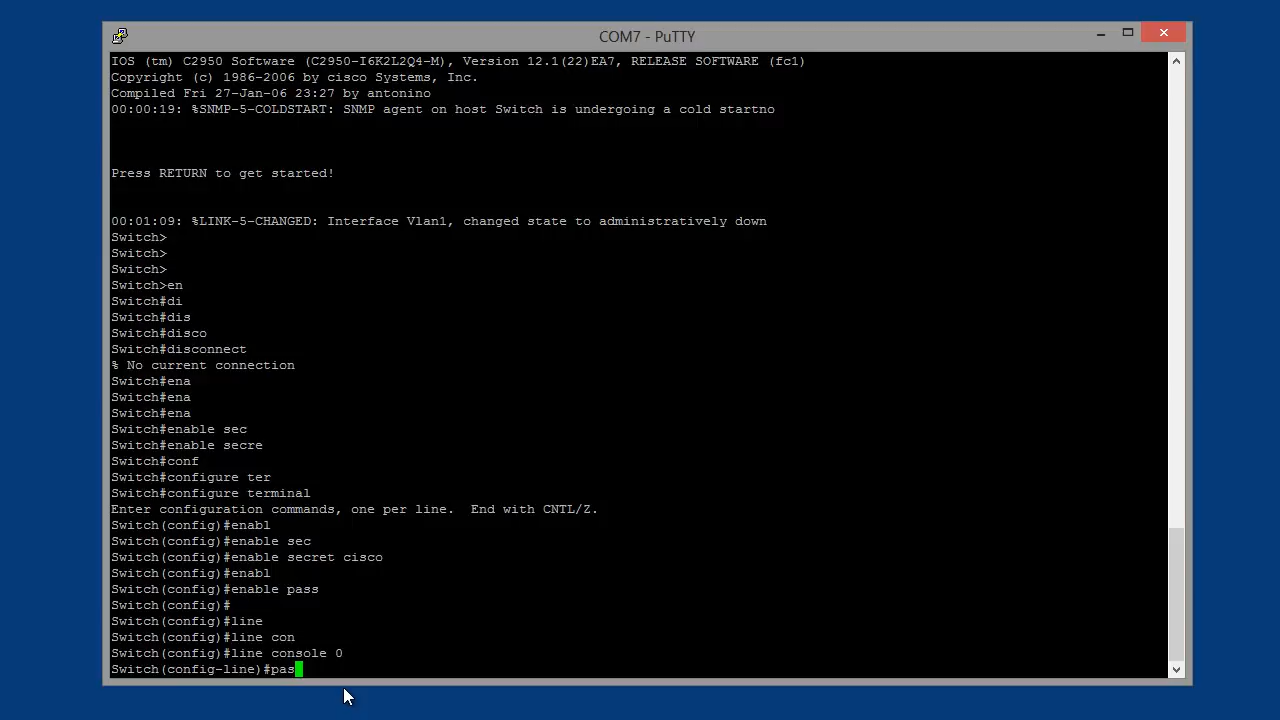 COM7 - PuTTY
IOS (tm) C2950 Software (C2950-I6K2L2Q4-M), Version 12.1(22)EA7, RELEASE SOFTWARE (fc1)
Copyright (c) 1986-2006 by cisco Systems, Inc.
Compiled Fri 27-Jan-06 23:27 by antonino
00:00:19: %SNMP-5-COLDSTART: SNMP agent on host Switch is undergoing a cold startno
Press RETURN to get started!
00:01:09: %LINK-5-CHANGED: Interface Vlan1, changed state to administratively down
Switch>
Switch>
Switch>
Switch>en
Switch#di
Switch#dis
Switch#disco
Switch#disconnect
% No current connection
Switch#ena
Switch#ena
Switch#ena
Switch#enable sec
Switch#enable secre
Switch#conf
Switch#configure ter
Switch#configure terminal
Enter configuration commands, one per line.  End with CNTL/Z.
Switch(config)#enabl
Switch(config)#enable sec
Switch(config)#enable secret cisco
Switch(config)#enabl
Switch(config)#enable pass
Switch(config)#
Switch(config)#line
Switch(config)#line con
Switch(config)#line console 0
Switch(config-line)#pas